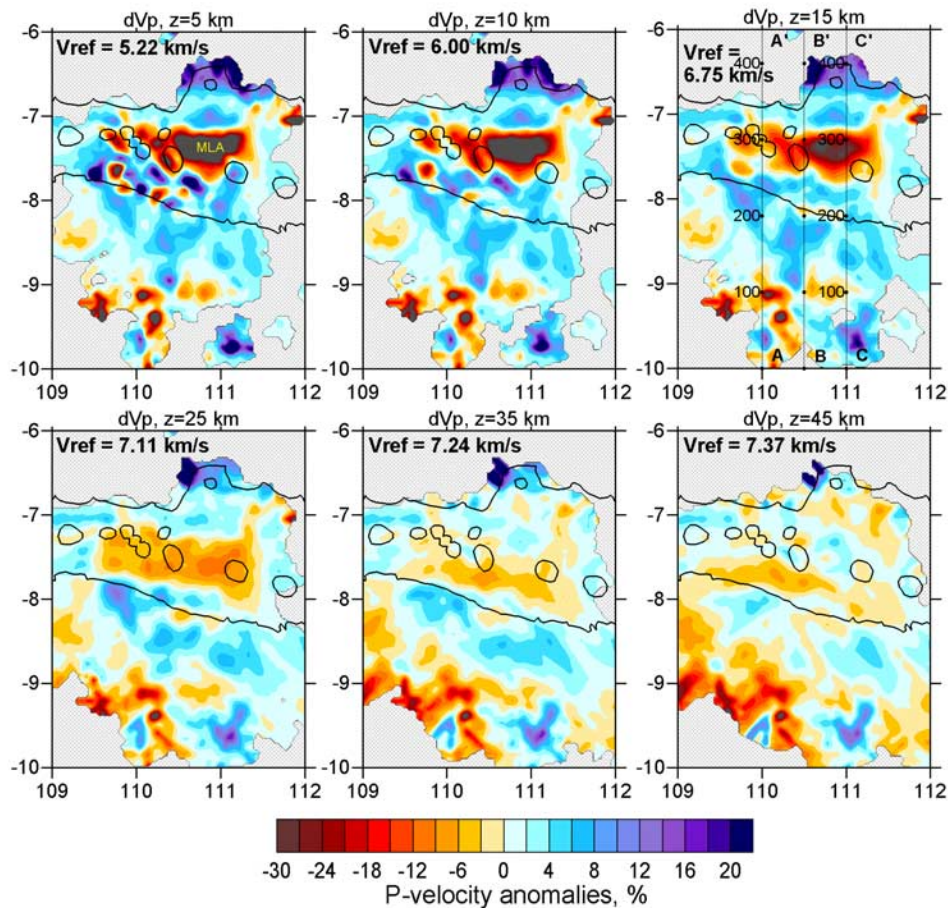 dVp, z=5 km
dVp, z=10 km
dVp, z=15 km
-6
-6
-6
Vref = 5.22 km/s
Vref = 6.00 km/s
Vref =
6.75 km/s
A' B' C'
400 400
-7
-7
-7
MLA
300 300
-8
-8
-8
200 200
-9
-9
-9
100 100
A B C
-10
-10
-10
109 110 111 112
109 110 111 112
109 110 111 112
dVp, z=25 km
dVp, z=35 km
dVp, z=45 km
-6
-6
-6
Vref = 7.11 km/s
Vref = 7.24 km/s
Vref = 7.37 km/s
-7
-7
-7
-8
-8
-8
-9
-9
-9
-10
-10
-10
109 110 111 112
109 110 111 112
109 110 111 112
-30 -24 -18 -12 -6 0 4 8 12 16 20
P-velocity anomalies, %